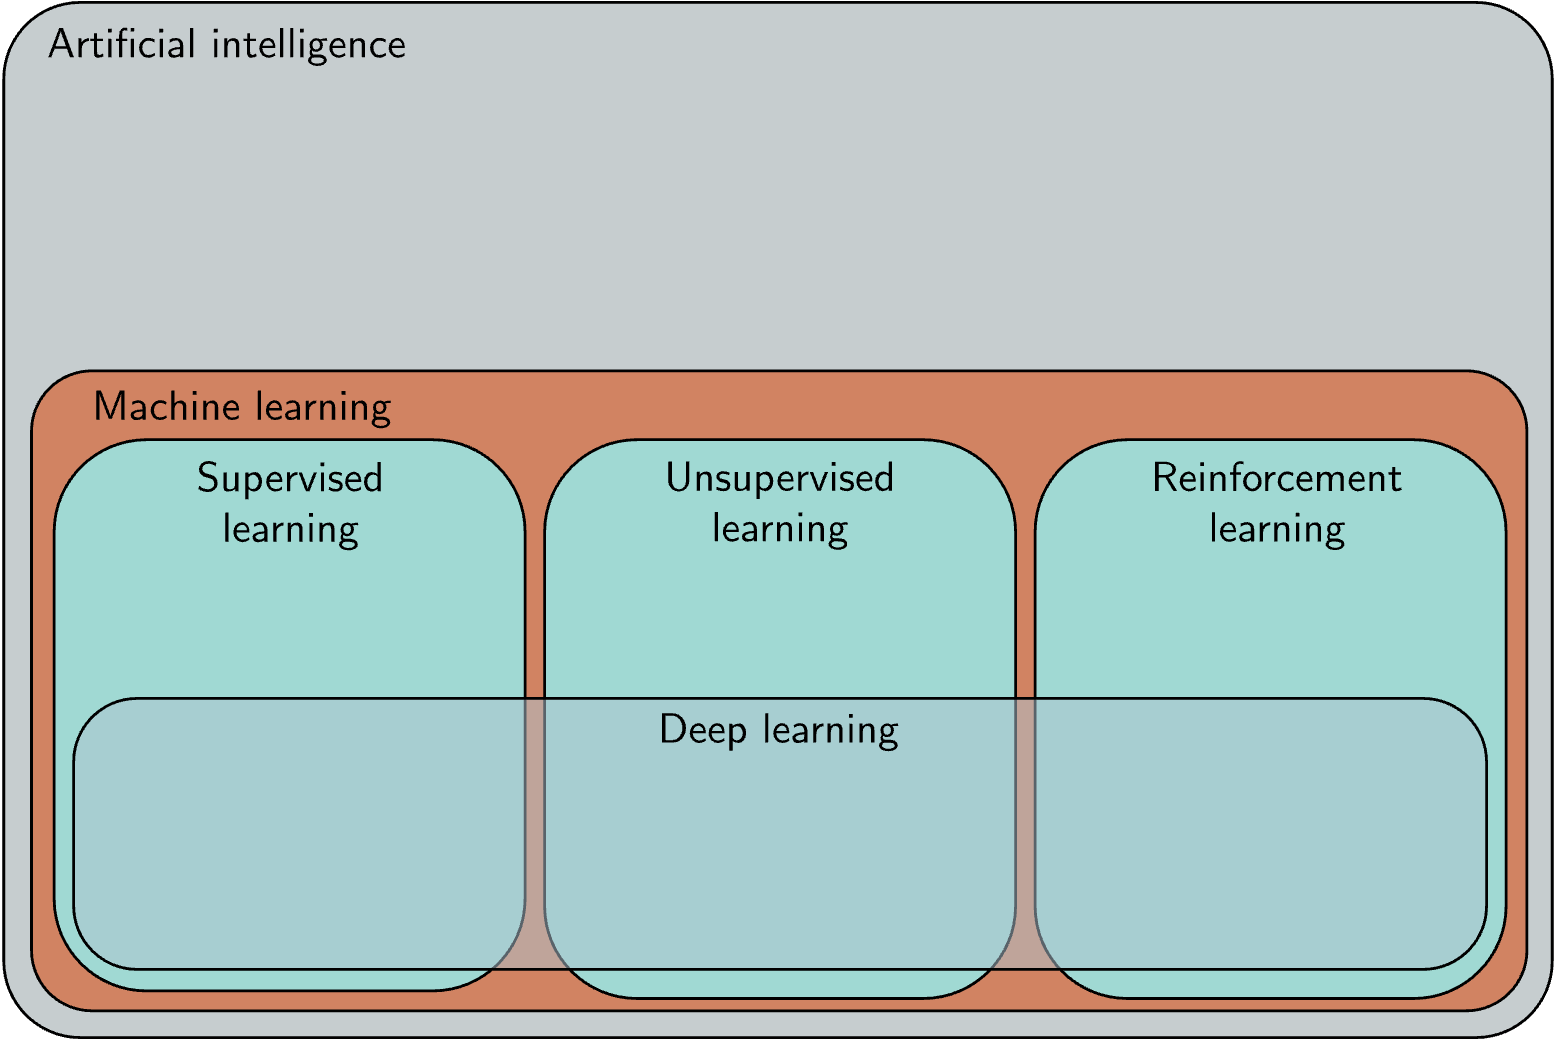 Artificial intelligence
Machine learning
Supervised
learning
Unsupervised
learning
Reinforcement
learning
Deep learning